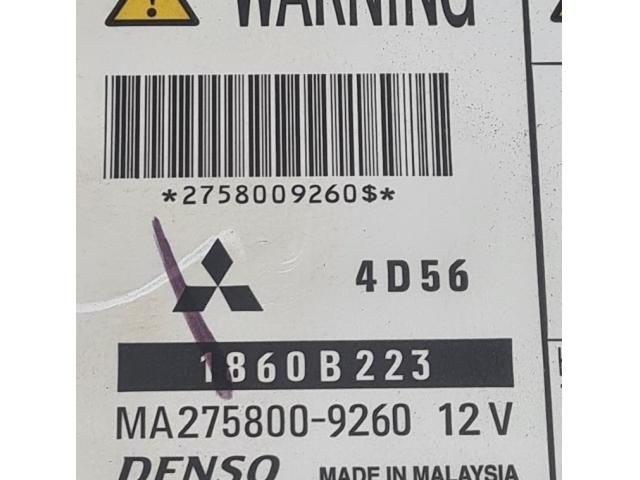 WARNING
*2758009260$*
4D56
1860B223
MA275800-9260 12V
DENSO MADE IN MALAYSIA